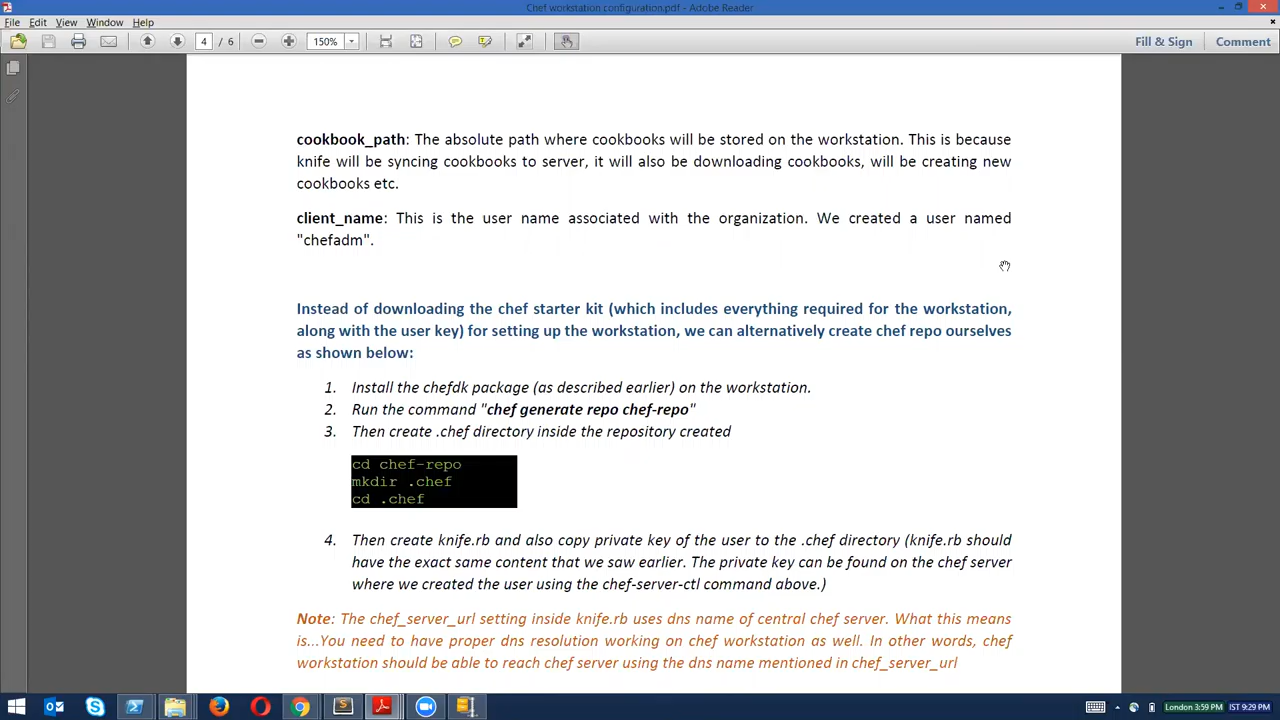 Chef workstation configuration.pdf - Adobe Reader
File Edit View Window Help
4 / 6 150% Fill & Sign Comment
cookbook_path: The absolute path where cookbooks will be stored on the workstation. This is because
knife will be syncing cookbooks to server, it will also be downloading cookbooks, will be creating new
cookbooks etc.
client_name: This is the user name associated with the organization. We created a user named
"chefadm".
Instead of downloading the chef starter kit (which includes everything required for the workstation,
along with the user key) for setting up the workstation, we can alternatively create chef repo ourselves
as shown below:
1. Install the chefdk package (as described earlier) on the workstation.
2. Run the command "chef generate repo chef-repo"
3. Then create .chef directory inside the repository created
cd chef-repo
mkdir .chef
cd .chef
4. Then create knife.rb and also copy private key of the user to the .chef directory (knife.rb should
have the exact same content that we saw earlier. The private key can be found on the chef server
where we created the user using the chef-server-ctl command above.)
Note: The chef_server_url setting inside knife.rb uses dns name of central chef server. What this means
is...You need to have proper dns resolution working on chef workstation as well. In other words, chef
workstation should be able to reach chef server using the dns name mentioned in chef_server_url
London 3:59 PM IST 9:29 PM